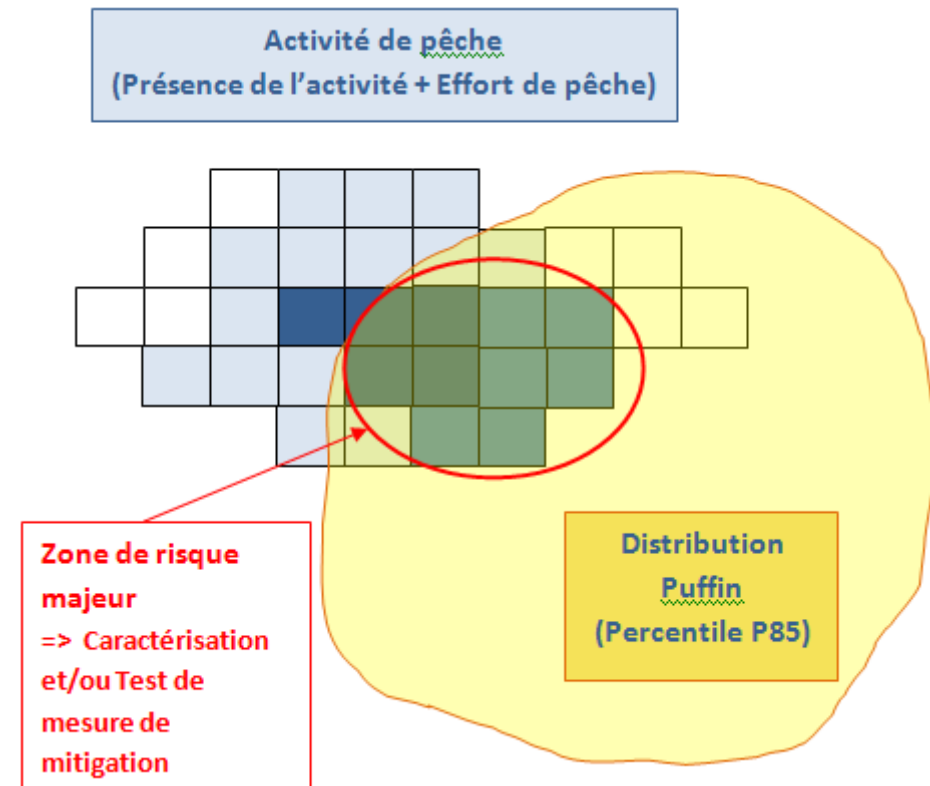 Activité de pêche
(Présence de l'activité + Effort de pêche)
Zone de risque
majeur
=> Caractérisation
et/ou Test de
mesure de
mitigation
Distribution
Puffin
(Percentile P85)